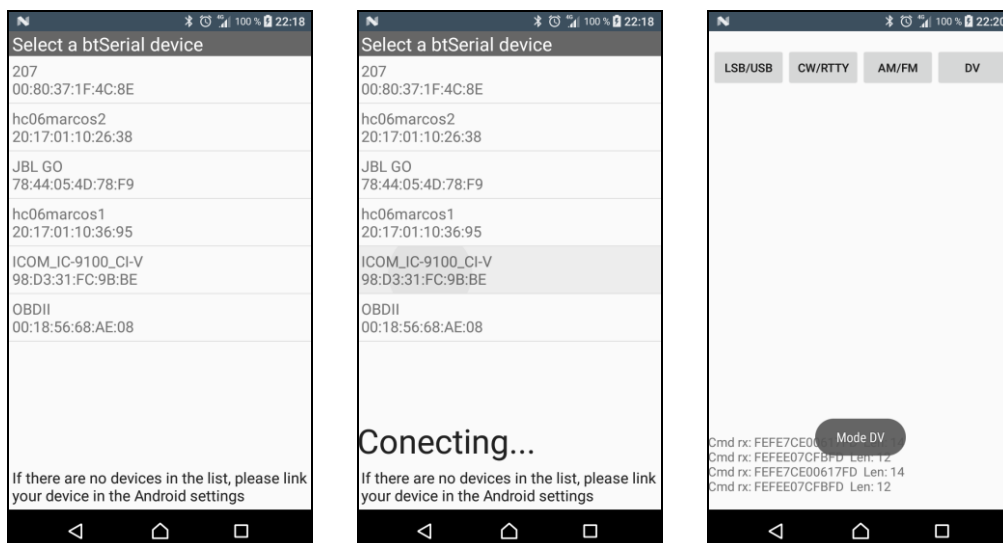 100 % 22:18
Select a btSerial device
207
00:80:37:1F:4C:8E
hc06marcos2
20:17:01:10:26:38
JBL GO
78:44:05:4D:78:F9
hc06marcos1
20:17:01:10:36:95
ICOM_IC-9100_CI-V
98:D3:31:FC:9B:BE
OBDII
00:18:56:68:AE:08
If there are no devices in the list, please link
your device in the Android settings
100 % 22:18
Select a btSerial device
207
00:80:37:1F:4C:8E
hc06marcos2
20:17:01:10:26:38
JBL GO
78:44:05:4D:78:F9
hc06marcos1
20:17:01:10:36:95
ICOM_IC-9100_CI-V
98:D3:31:FC:9B:BE
OBDII
00:18:56:68:AE:08
Conecting...
If there are no devices in the list, please link
your device in the Android settings
100 % 22:20
LSB/USB CW/RTTY AM/FM DV
Mode DV
Cmd rx:
Cmd rx: FEFEE07CFBFD Len: 12
Cmd rx: FEFE7CE00617FD Len: 14
Cmd rx: FEFEE07CFBFD Len: 12